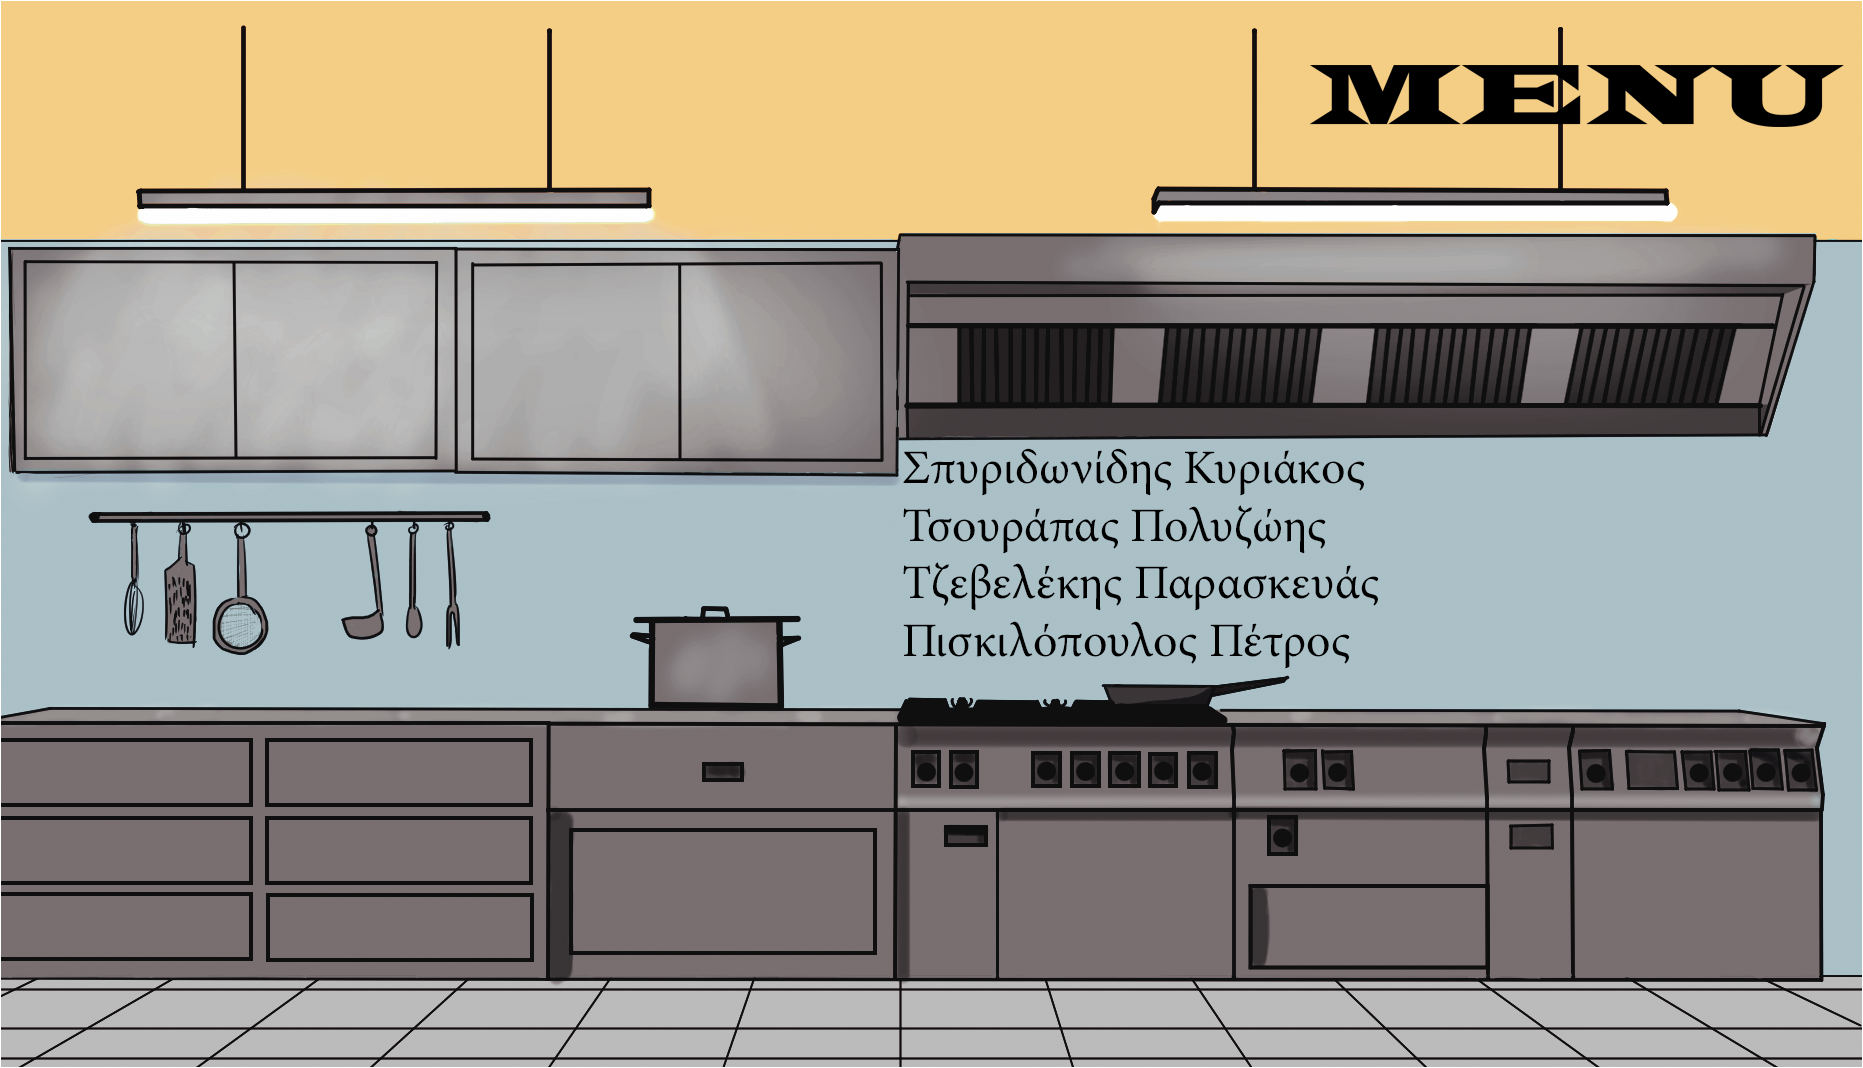 MENU
Σπυριδωνίδης Κυριάκος
Τσουράπας Πολυζώης
Τζεβελέκης Παρασκευάς
Πισκιλόπουλος Πέτρος